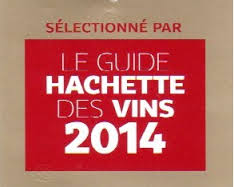 SÉLECTIONNÉ PAR
LE GUIDE
HACHETTE
DES VINS
2014